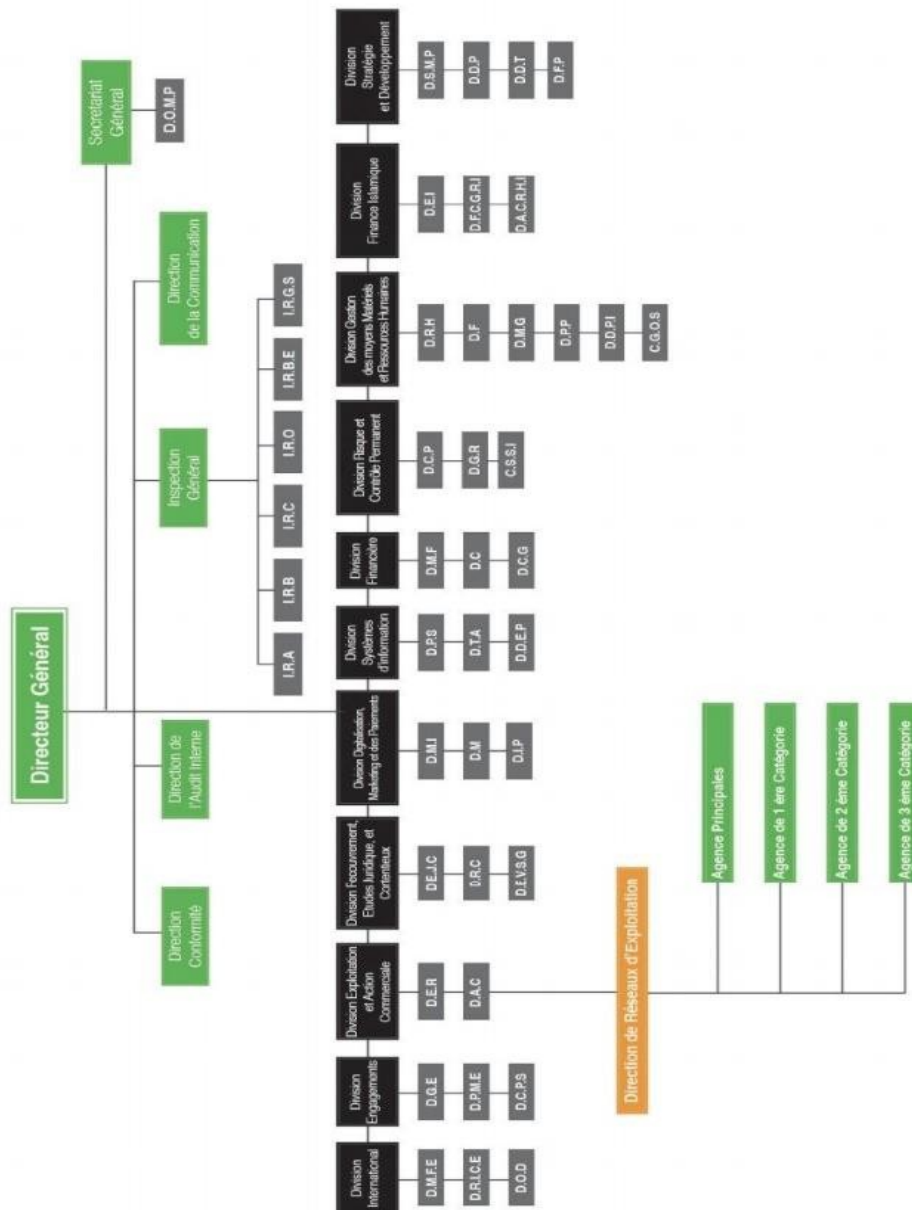 Directeur Général
Secrétariat
Général
D.O.M.P
Direction
Conformité
Direction de
l'Audit Interne
Inspection
Général
Direction
de la Communication
I.R.A
I.R.B
I.R.C
I.R.O
I.R.B.E
I.R.G.S
Division
International
D.M.F.E
D.R.I.C.E
D.O.D
Division
Engagements
D.G.E
D.P.M.E
D.C.P.S
Division Exploitation
et Action
Commerciale
D.E.R
D.A.C
Division Recouvrement,
Etudes Juridique, et
Contentieux
D.E.J.C
D.R.C
D.E.V.S.G
Division Digitalisation,
Marketing et des Paiements
D.M.I
D.M
D.I.P
Division
Systèmes
d'information
D.P.S
D.T.A
D.D.E.P
Division
Financière
D.M.F
D.C
D.C.G
Division Risque et
Contrôle Permanent
D.C.P
D.G.R
C.S.S.I
Division Gestion
des moyens Matériels
et Ressources Humaines
D.R.H
D.F
D.M.G
D.P.P
D.D.P.I
C.G.O.S
Division
Finance Islamique
D.E.I
D.F.C.G.R.I
D.A.C.R.H.I
Division
Stratégie
et Développement
D.S.M.P
D.D.P
D.D.T
D.F.P
Direction de Réseaux d'Exploitation
Agence Principales
Agence de 1 ère Catégorie
Agence de 2 éme Catégorie
Agence de 3 éme Catégorie